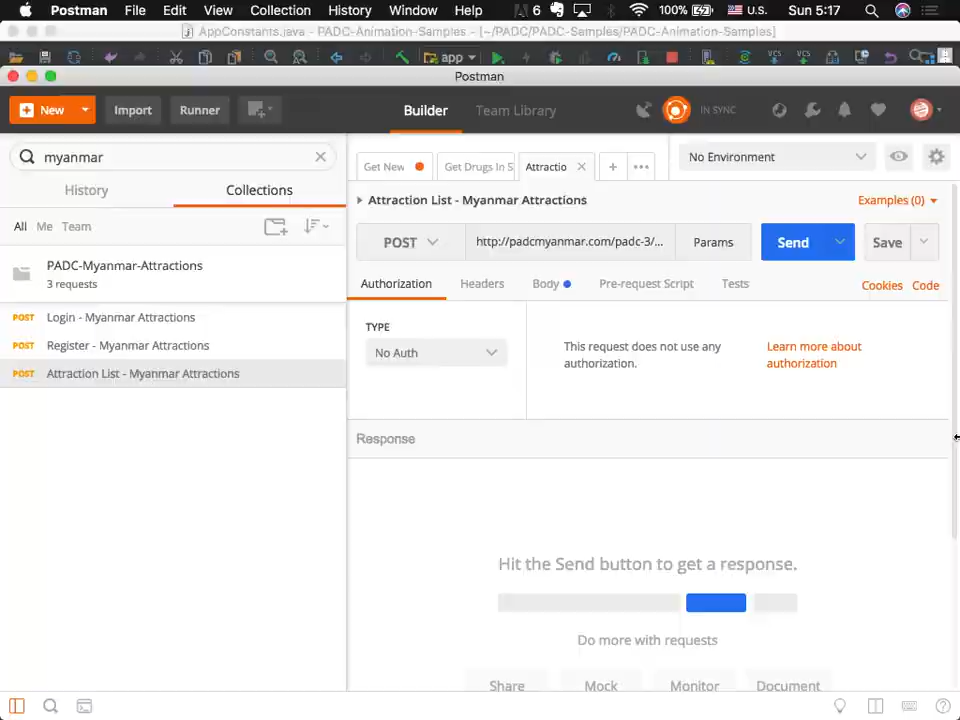 Postman File Edit View Collection History Window Help 6 100% U.S. Sun 5:17
AppConstants.java - PADC-Animation-Samples - [~/PADC/PADC-Samples/PADC-Animation-Samples]
app
Postman
New Import Runner Builder Team Library IN SYNC
myanmar
Get New Get Drugs In S Attractio No Environment
History Collections
Attraction List - Myanmar Attractions Examples (0)
All Me Team
POST http://padcmyanmar.com/padc-3/... Params Send Save
PADC-Myanmar-Attractions
3 requests
Authorization Headers Body Pre-request Script Tests Cookies Code
POST Login - Myanmar Attractions
POST Register - Myanmar Attractions
POST Attraction List - Myanmar Attractions
TYPE
No Auth
This request does not use any
authorization.
Learn more about
authorization
Response
Hit the Send button to get a response.
Do more with requests
Share Mock Monitor Document